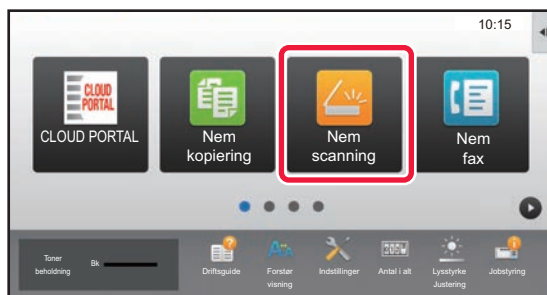 10:15
CLOUD
PORTAL
CLOUD PORTAL
Nem
kopiering
Nem
scanning
Nem
fax
Toner
beholdning
Bk
Driftsguide
Forstør
visning
Indstillinger
Antal i alt
Lysstyrke
Justering
Jobstyring